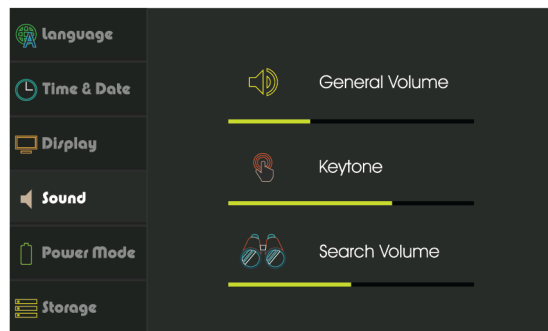 Language
Time & Date
Display
Sound
Power Mode
Storage
General Volume
Keytone
Search Volume